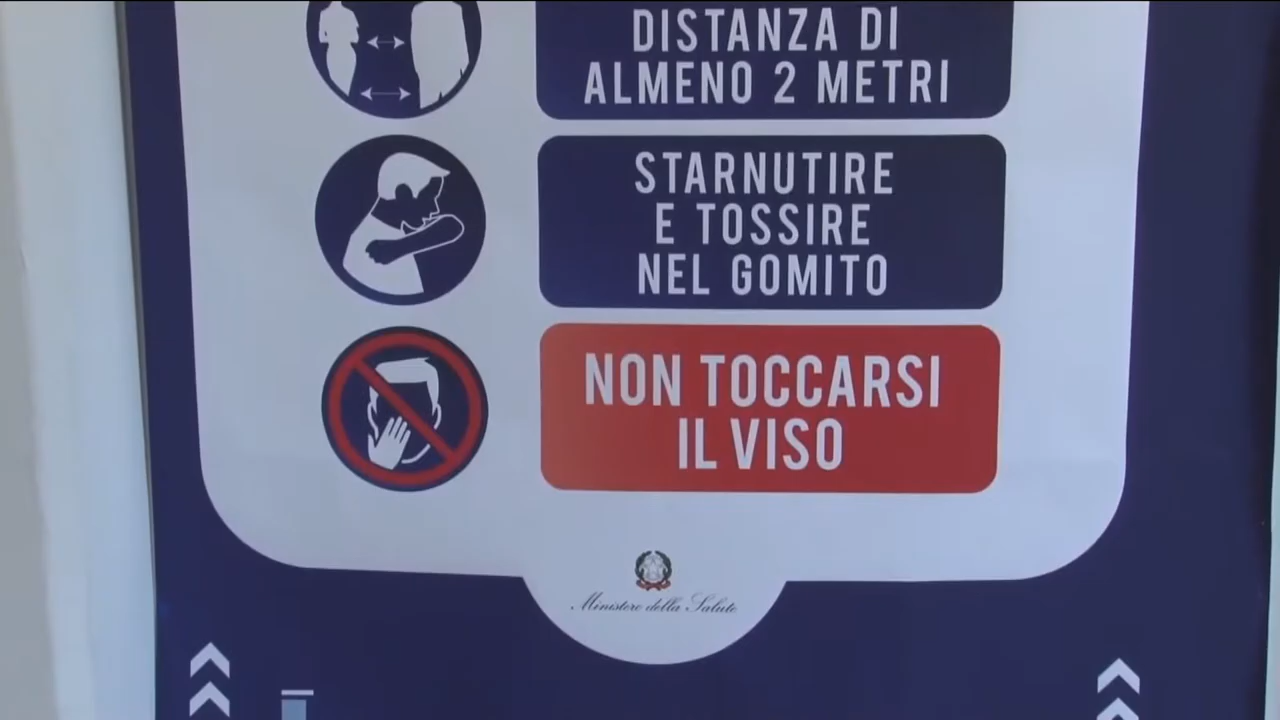 DISTANZA DI
ALMENO 2 METRI
STARNUTIRE
E TOSSIRE
NEL GOMITO
NON TOCCARSI
IL VISO
Ministero della Salute